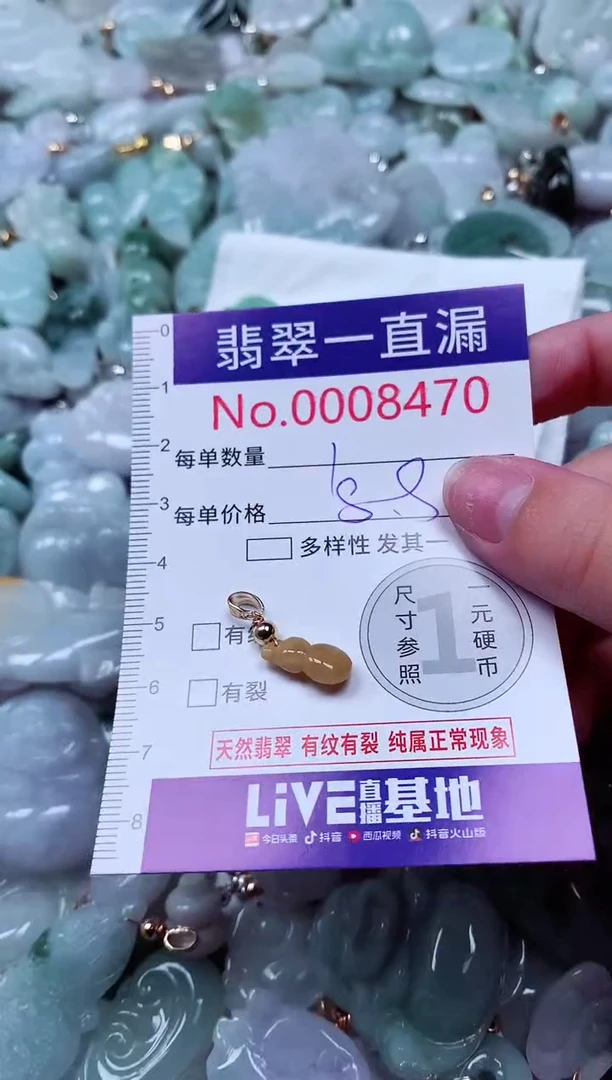 翡翠一直漏
No.0008470
每单数量
每单价格
多样性 发其一
有
有裂
尺寸参照
1
一元硬币
天然翡翠 有纹有裂 纯属正常现象
LiVE直播基地
今日头条 抖音 西瓜视频 抖音火山版
0
1
2
3
4
5
6
7
8